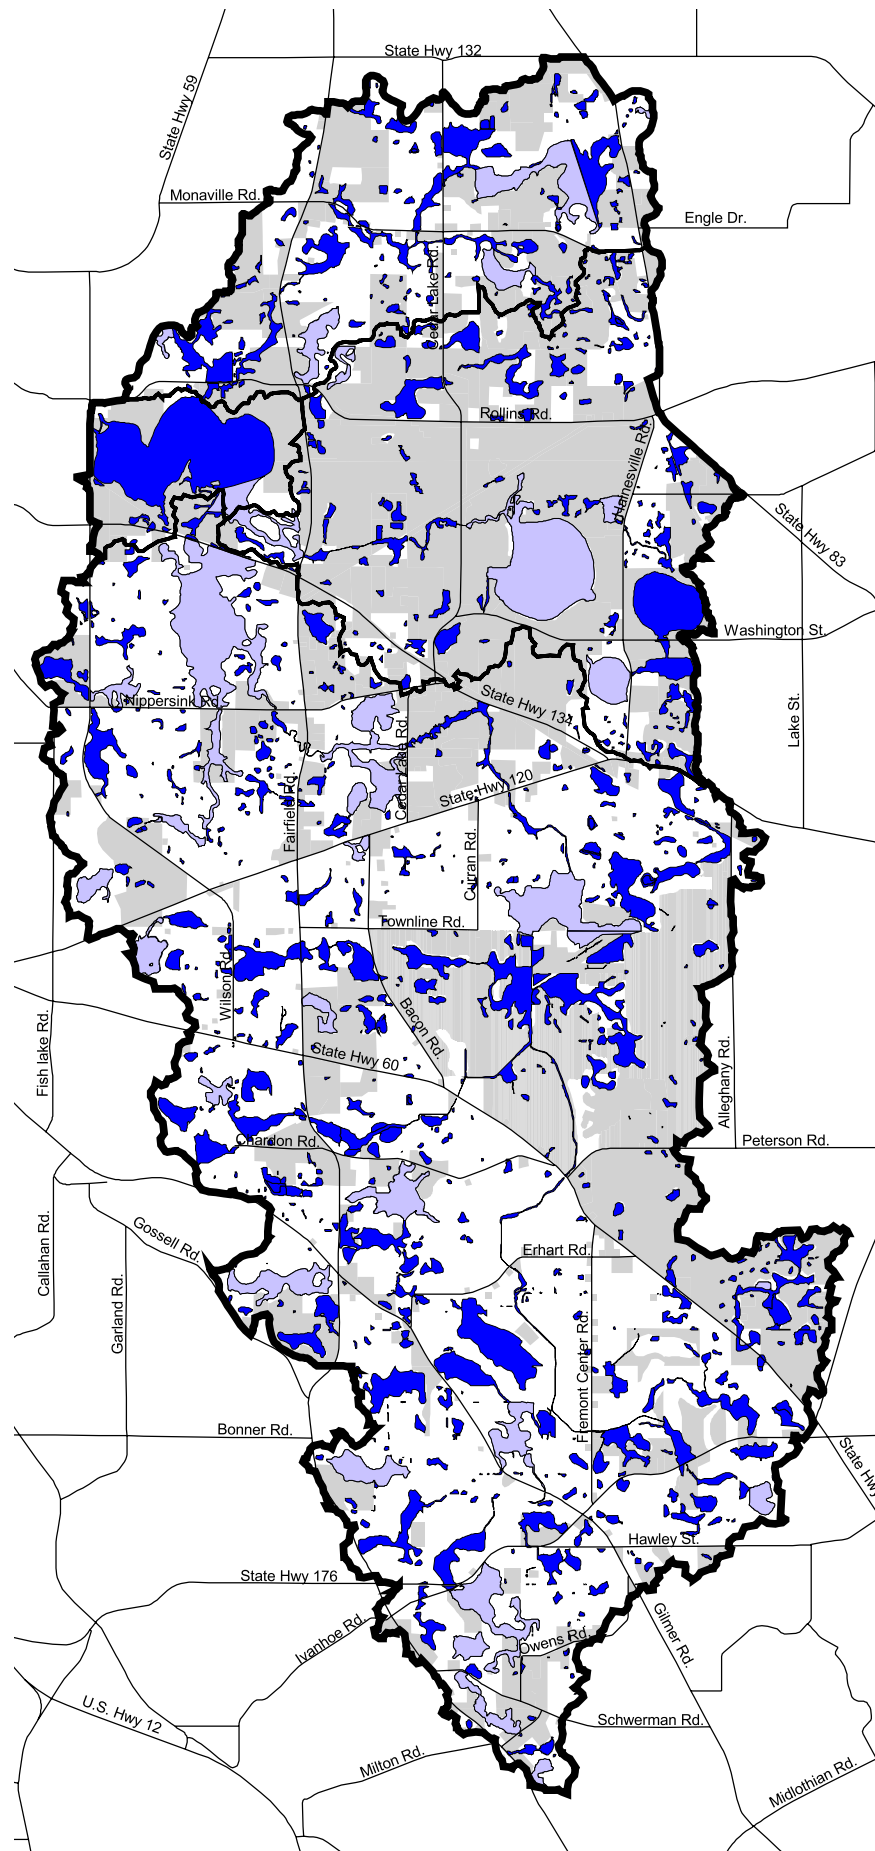 State Hwy 132
State Hwy 59
Monaville Rd.
Engle Dr.
Cedar Lake Rd.
Rollins Rd.
Hainesville Rd.
State Hwy 83
Washington St.
Nippersink Rd.
State Hwy 134
Lake St.
Cedar Lake Rd.
State Hwy 120
Fairfield Rd.
Curran Rd.
Townline Rd.
Wilson Rd.
Bacon Rd.
Fish lake Rd.
State Hwy 60
Alleghany Rd.
Chardon Rd.
Peterson Rd.
Callahan Rd.
Gossell Rd.
Erhart Rd.
Garland Rd.
Fremont Center Rd.
Bonner Rd.
State Hwy
Hawley St.
State Hwy 176
Ivanhoe Rd.
Gilmer Rd.
Owens Rd.
U.S. Hwy 12
Schwerman Rd.
Milton Rd.
Midlothian Rd.